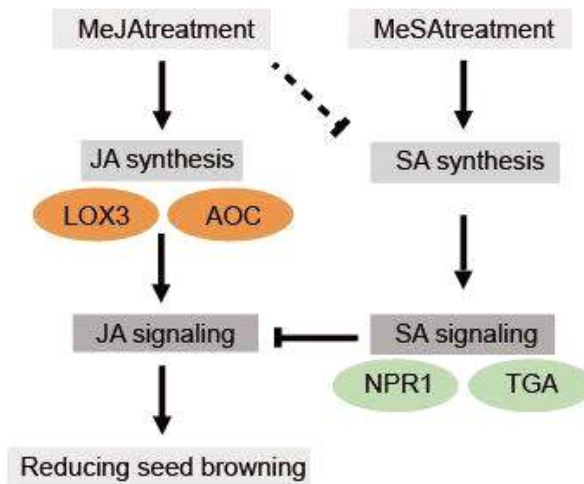 MeJAtreatment
MeSAtreatment
JA synthesis
SA synthesis
LOX3
AOC
JA signaling
SA signaling
NPR1
TGA
Reducing seed browning